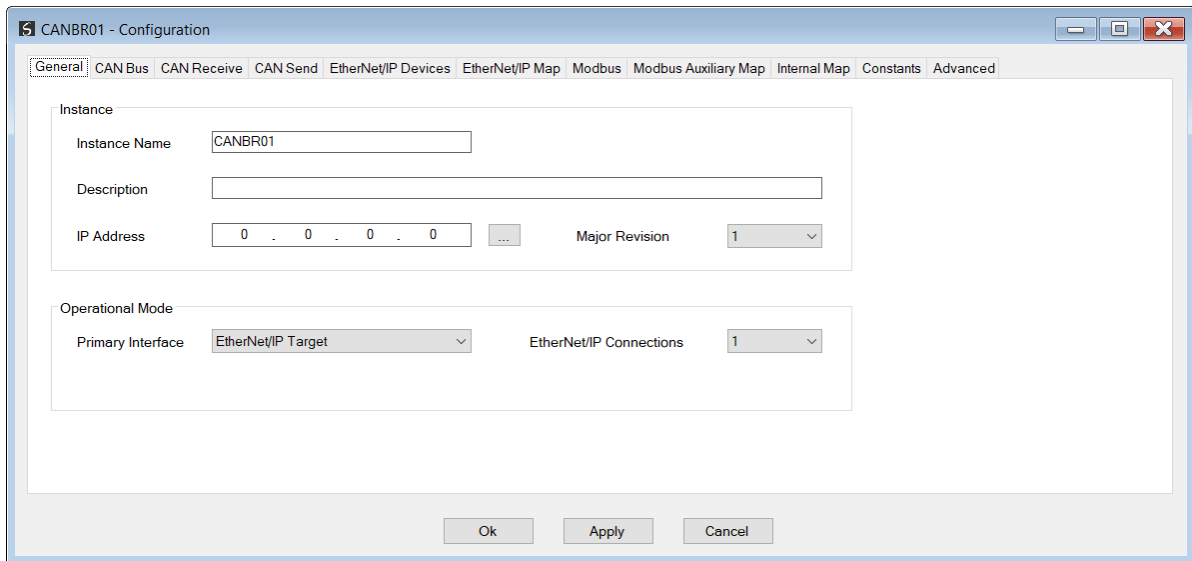 CANBR01 - Configuration
General CAN Bus CAN Receive CAN Send EtherNet/IP Devices EtherNet/IP Map Modbus Modbus Auxiliary Map Internal Map Constants Advanced
Instance
Instance Name CANBR01
Description
IP Address 0 . 0 . 0 . 0 ... Major Revision 1
Operational Mode
Primary Interface EtherNet/IP Target EtherNet/IP Connections 1
Ok Apply Cancel